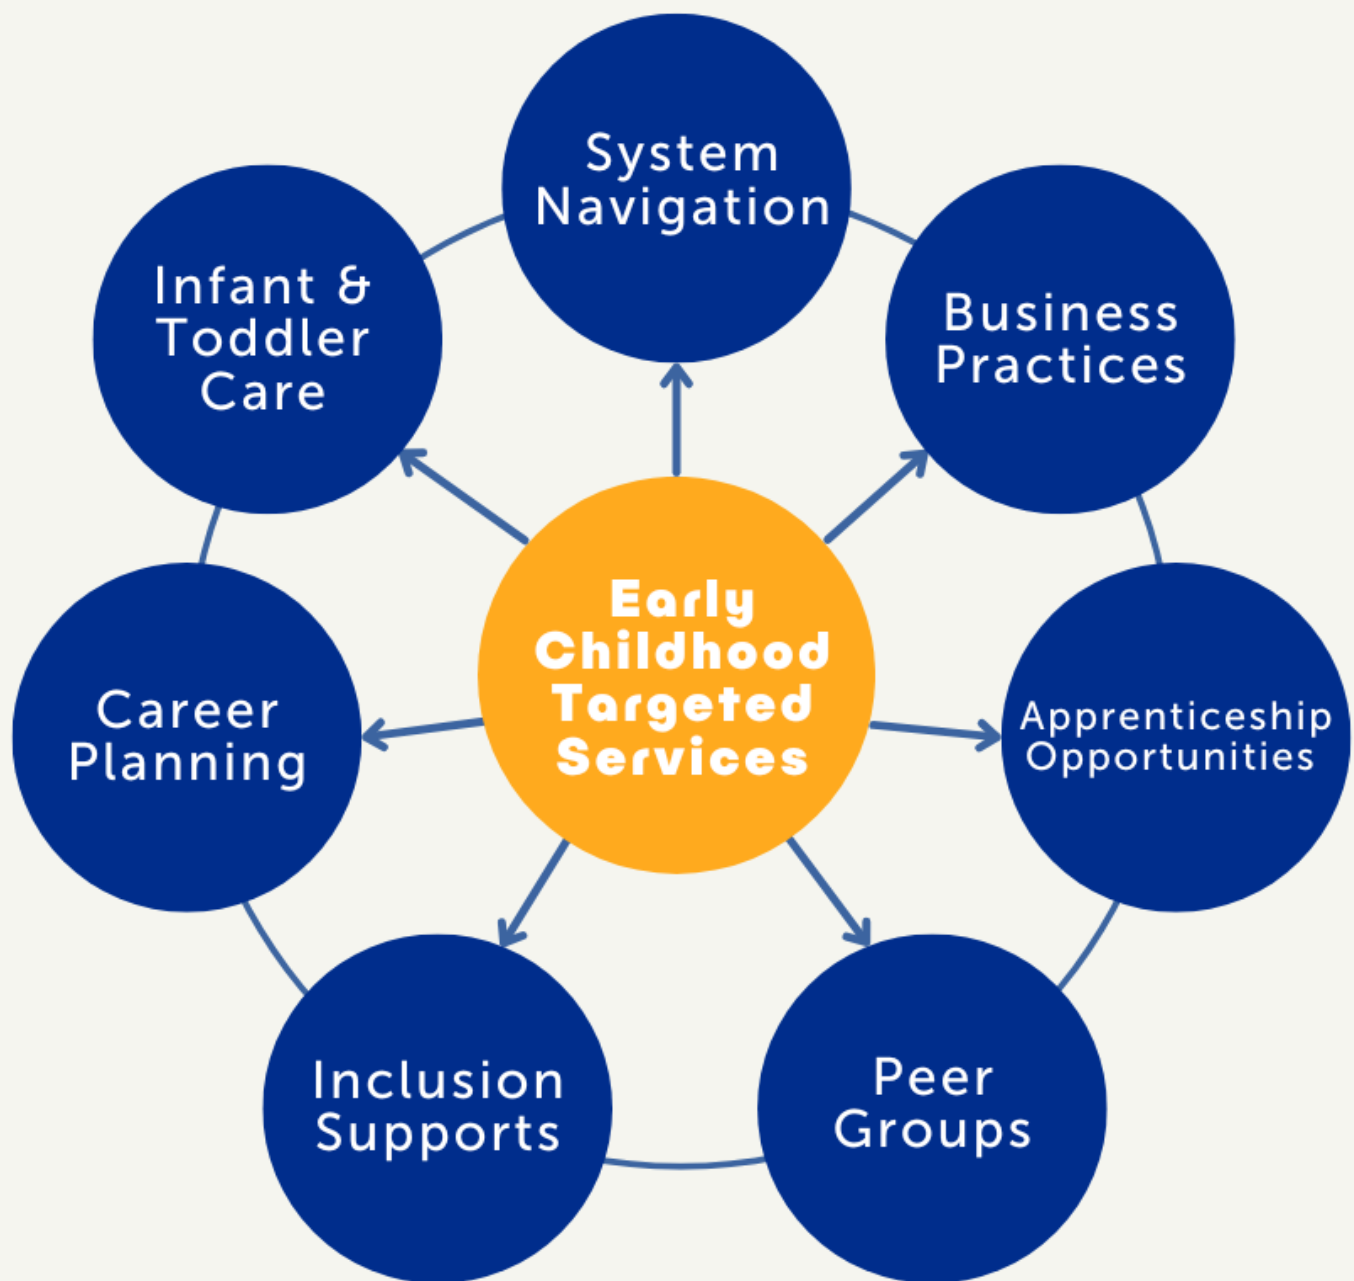 System
Navigation
Infant &
Toddler
Care
Business
Practices
Early
Childhood
Targeted
Services
Career
Planning
Apprenticeship
Opportunities
Inclusion
Supports
Peer
Groups